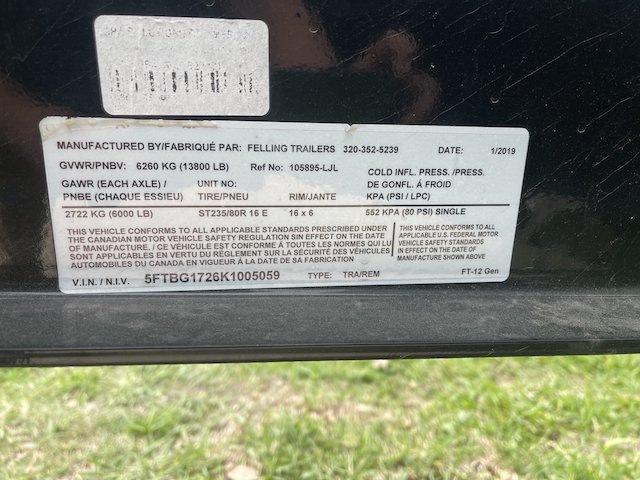 MANUFACTURED BY/FABRIQUÉ PAR: FELLING TRAILERS 320-352-5239 DATE: 1/2019
GVWR/PNBV: 6260 KG (13800 LB) Ref No: 105895-LJL COLD INFL. PRESS. /PRESS.
GAWR (EACH AXLE) / UNIT NO: DE GONFL. À FROID
PNBE (CHAQUE ESSIEU) TIRE/PNEU RIM/JANTE KPA (PSI / LPC)
2722 KG (6000 LB) ST235/80R 16 E 16 x 6 552 KPA (80 PSI) SINGLE
THIS VEHICLE CONFORMS TO ALL APPLICABLE STANDARDS PRESCRIBED UNDER
THE CANADIAN MOTOR VEHICLE SAFETY REGULATION SINCE IN EFFECT ON THE DATE
OF MANUFACTURE. / CE VEHICULE EST CONFORME À TOUTES LES NORMES QUI LUI
SONT APPLICABLES EN VERTU DU RÈGLEMENT SUR LA SÉCURITÉ DES VÉHICULES
AUTOMOBILES DU CANADA EN VIGUEUR À LA DATE DE SA FABRICATION
THIS VEHICLE CONFORMS TO ALL
APPLICABLE U.S. FEDERAL MOTOR
VEHICLE SAFETY STANDARDS
IN EFFECT ON THE DATE OF
MANUFACTURE SHOWN ABOVE
V.I.N. / N.I.V. 5FTBG1726K1005059 TYPE: TRA/REM FT-12 Gen